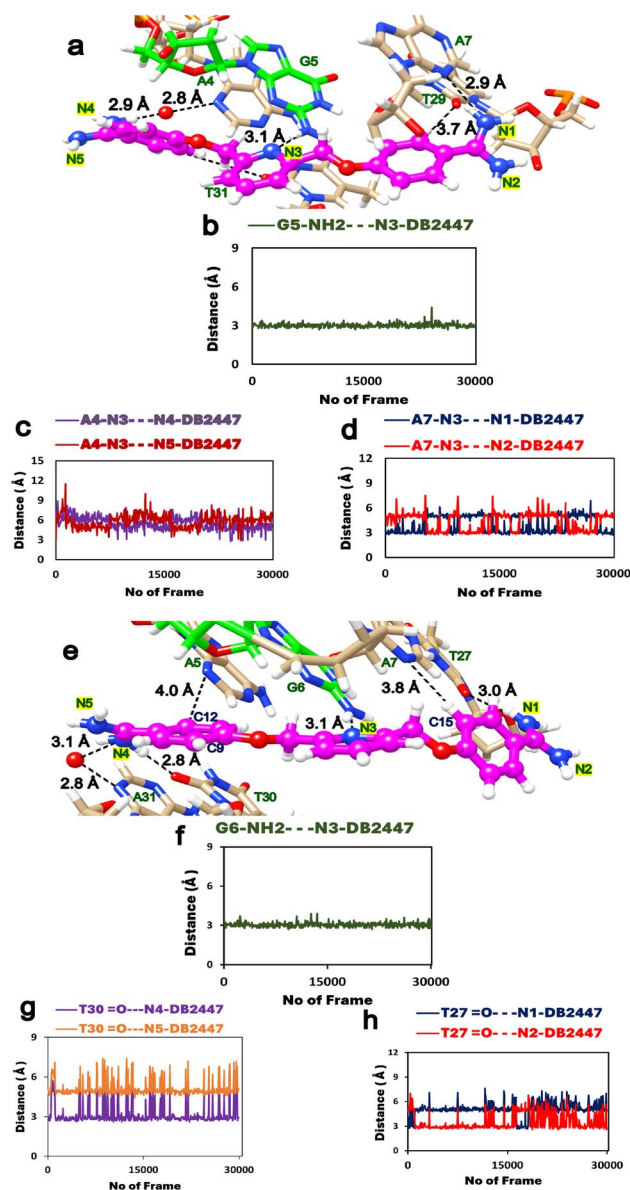 a
A4
G5
A7
N4
2.9 Å
2.8 Å
2.9 Å
T29
N5
3.1 Å
N3
3.7 Å
N1
N2
T31
b
G5-NH2---N3-DB2447
Distance (Å)
9
6
3
0
0
15000
30000
No of Frame
c
A4-N3---N4-DB2447
A4-N3---N5-DB2447
Distance (Å)
15
12
9
6
3
0
0
15000
30000
No of Frame
d
A7-N3---N1-DB2447
A7-N3---N2-DB2447
Distance (Å)
12
9
6
3
0
0
15000
30000
No of Frame
e
A5
G6
A7
T27
N5
4.0 Å
3.8 Å
3.0 Å
N1
C12
3.1 Å
N3
C15
3.1 Å
N4
C9
N2
2.8 Å
2.8 Å
A31
T30
f
G6-NH2---N3-DB2447
Distance (Å)
9
6
3
0
0
15000
30000
No of Frame
g
T30 =O---N4-DB2447
T30 =O---N5-DB2447
Distance (Å)
9
6
3
0
0
15000
30000
No of Frame
h
T27 =O---N1-DB2447
T27 =O---N2-DB2447
Distance (Å)
12
9
6
3
0
0
15000
30000
No of Frame